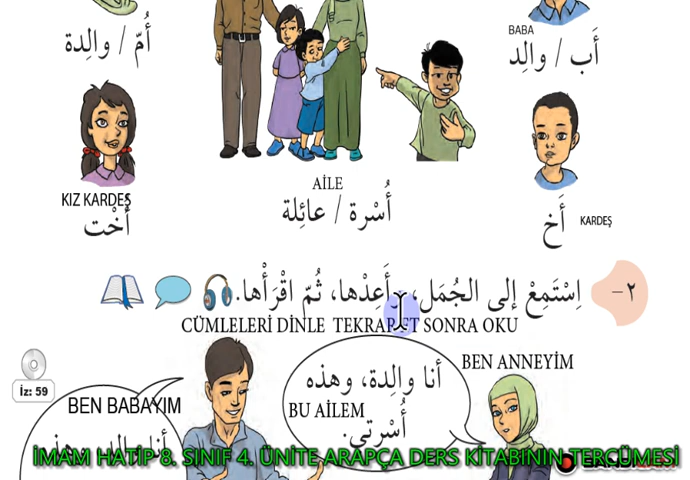 أُمّ / والِدة
BABA
أَب / والِد
KIZ KARDEŞ
أُخْت
AİLE
أُسْرة / عائِلة
KARDEŞ
أَخ
٢- اِسْتَمِعْ إلى الجُمَل، وأَعِدْها، ثُمّ اقْرَأْها.
CÜMLELERİ DİNLE TEKRAR ET SONRA OKU
İz: 59
BEN BABAYIM
أنا والِدة، وهذه
BU AİLEM
أُسْرتي.
BEN ANNEYİM
İMAM HATİP 8. SINIF 4. ÜNİTE ARAPÇA DERS KİTABININ TERCÜMESİ